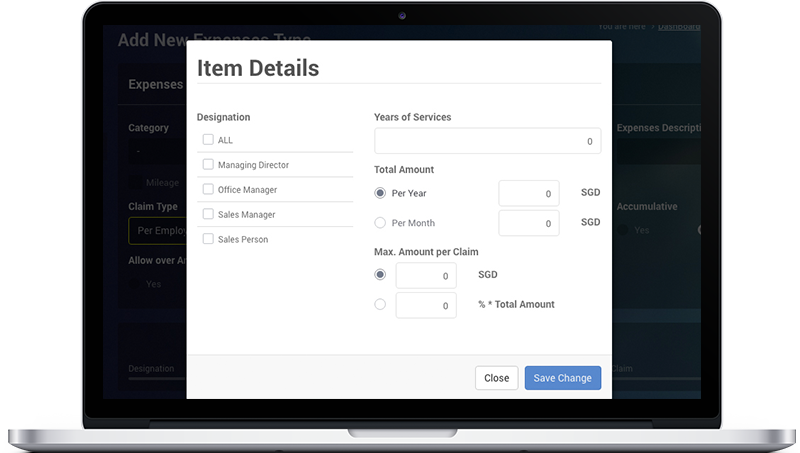 You are here > Dashboard
Add New Expenses Type
Item Details
Expenses
Designation
Years of Services
Category
ALL
0
Expenses Descripti
-
Managing Director
Total Amount
Mileage
Office Manager
Per Year
0
SGD
Claim Type
Sales Manager
Accumulative
Per Employ
Per Month
0
SGD
Yes
Sales Person
Max. Amount per Claim
Allow over A
0
SGD
Yes
0
% * Total Amount
Designation
Claim
Close
Save Change